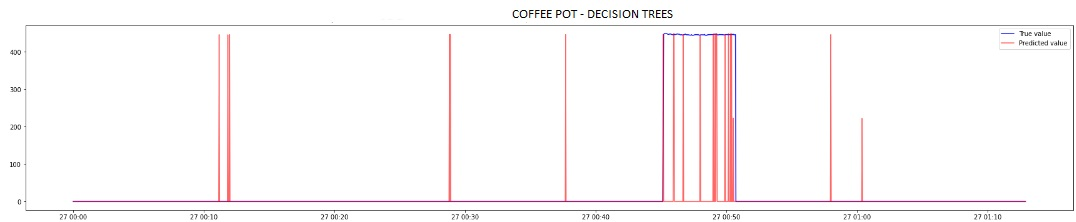 COFFEE POT - DECISION TREES
True value
Predicted value
400
300
200
100
0
27 00:00 27 00:10 27 00:20 27 00:30 27 00:40 27 00:50 27 01:00 27 01:10